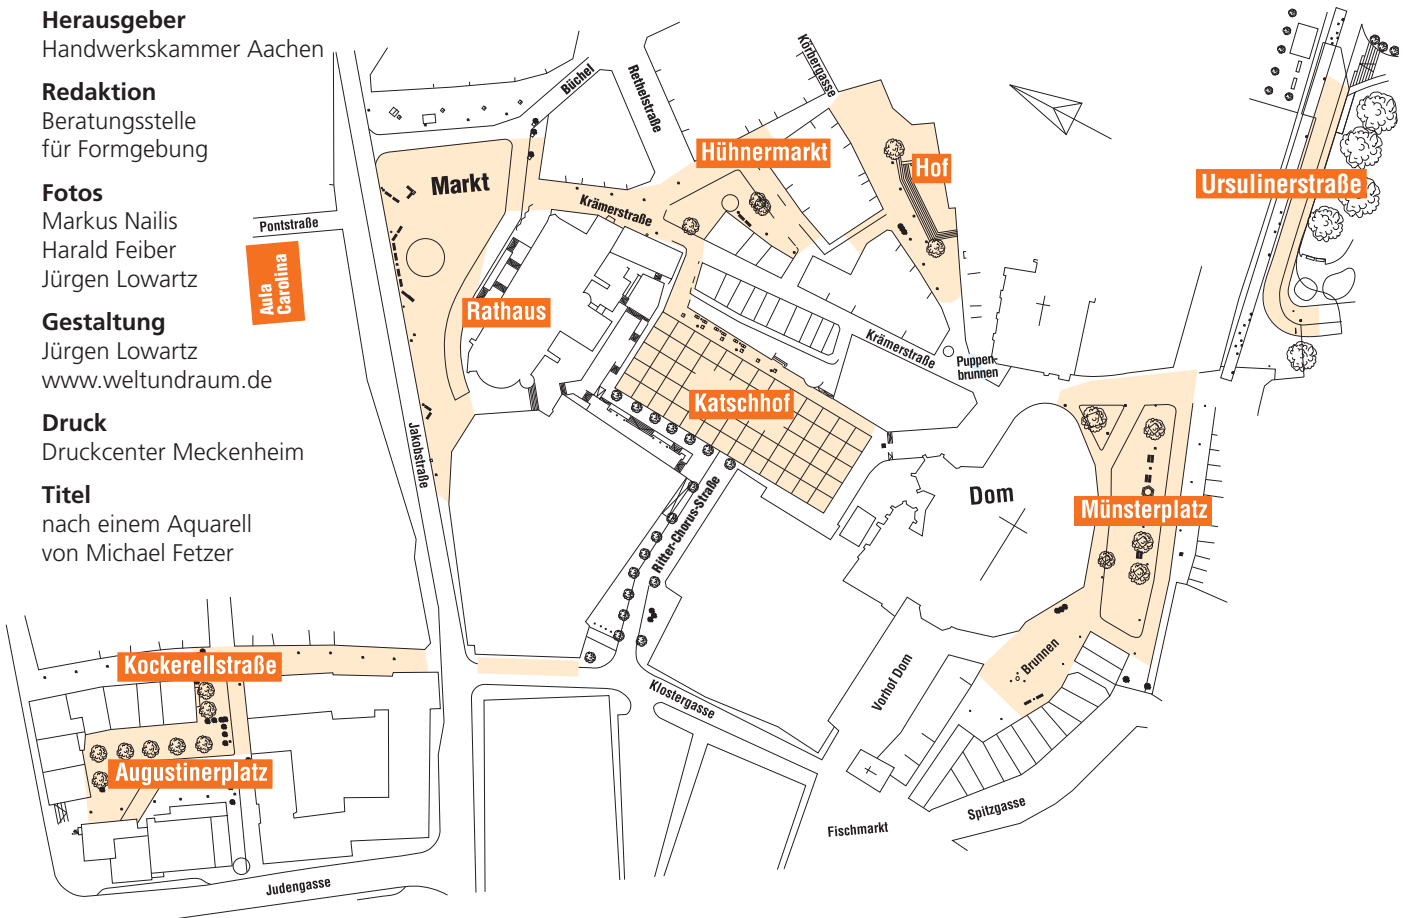 Herausgeber
Handwerkskammer Aachen
Redaktion
Beratungsstelle
für Formgebung
Fotos
Markus Nailis
Harald Feiber
Jürgen Lowartz
Gestaltung
Jürgen Lowartz
www.weltundraum.de
Druck
Druckcenter Meckenheim
Titel
nach einem Aquarell
von Michael Fetzer
Büchel
Rethelstraße
Körbergasse
Hühnermarkt
Hof
Ursulinerstraße
Markt
Krämerstraße
Pontstraße
Aula
Carolina
Rathaus
Krämerstraße
Puppen-
brunnen
Katschhof
Jakobstraße
Dom
Münsterplatz
Ritter-Chorus-Straße
Kockerellstraße
Brunnen
Vorhof Dom
Klostergasse
Augustinerplatz
Spitzgasse
Fischmarkt
Judengasse